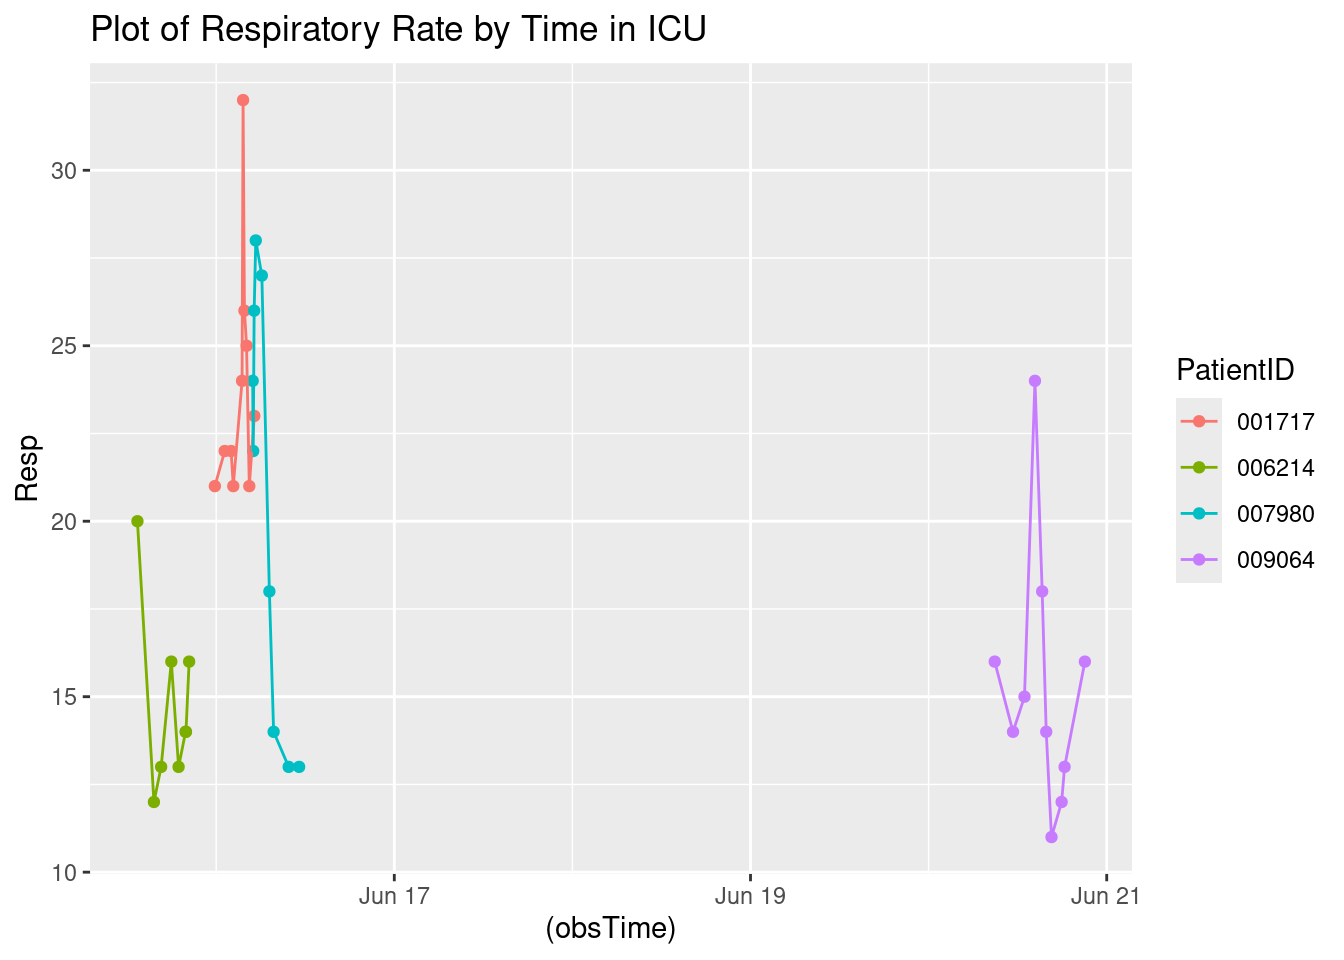 Plot of Respiratory Rate by Time in ICU
30
25
20
15
10
Resp
Jun 17
Jun 19
Jun 21
(obsTime)
PatientID
001717
006214
007980
009064